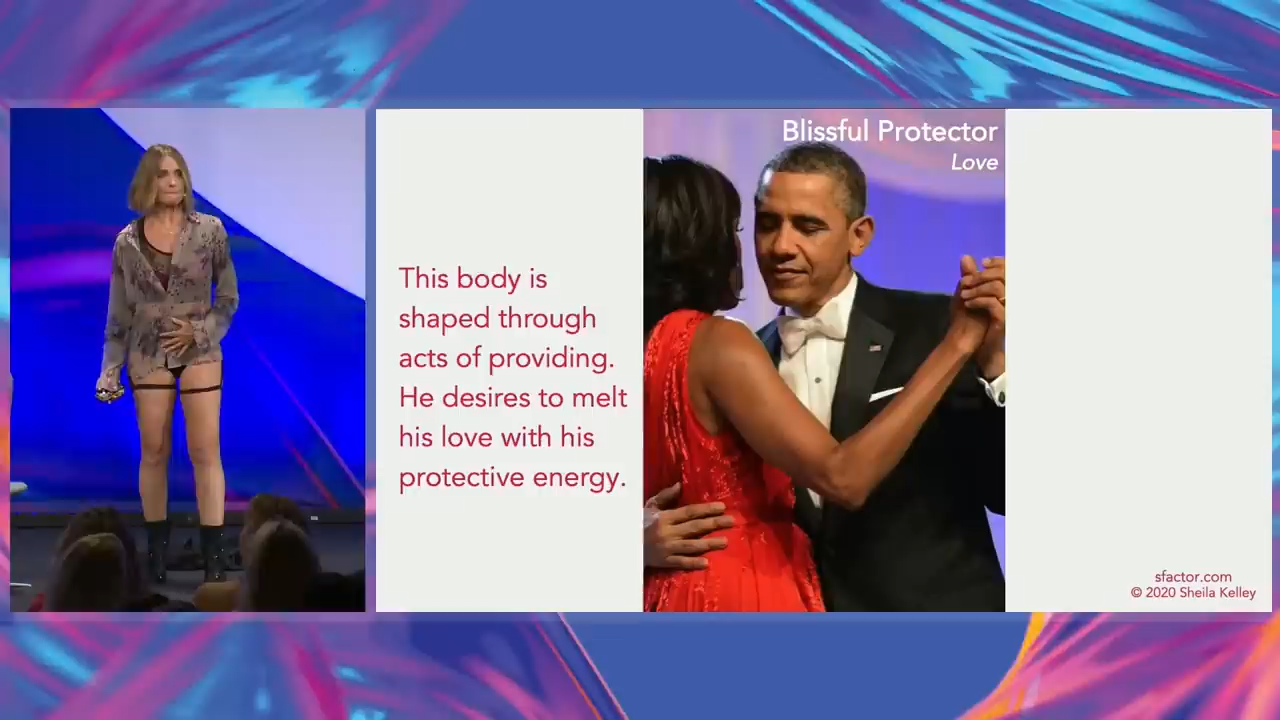 Blissful Protector
Love
This body is
shaped through
acts of providing.
He desires to melt
his love with his
protective energy.
sfactor.com
© 2020 Sheila Kelley